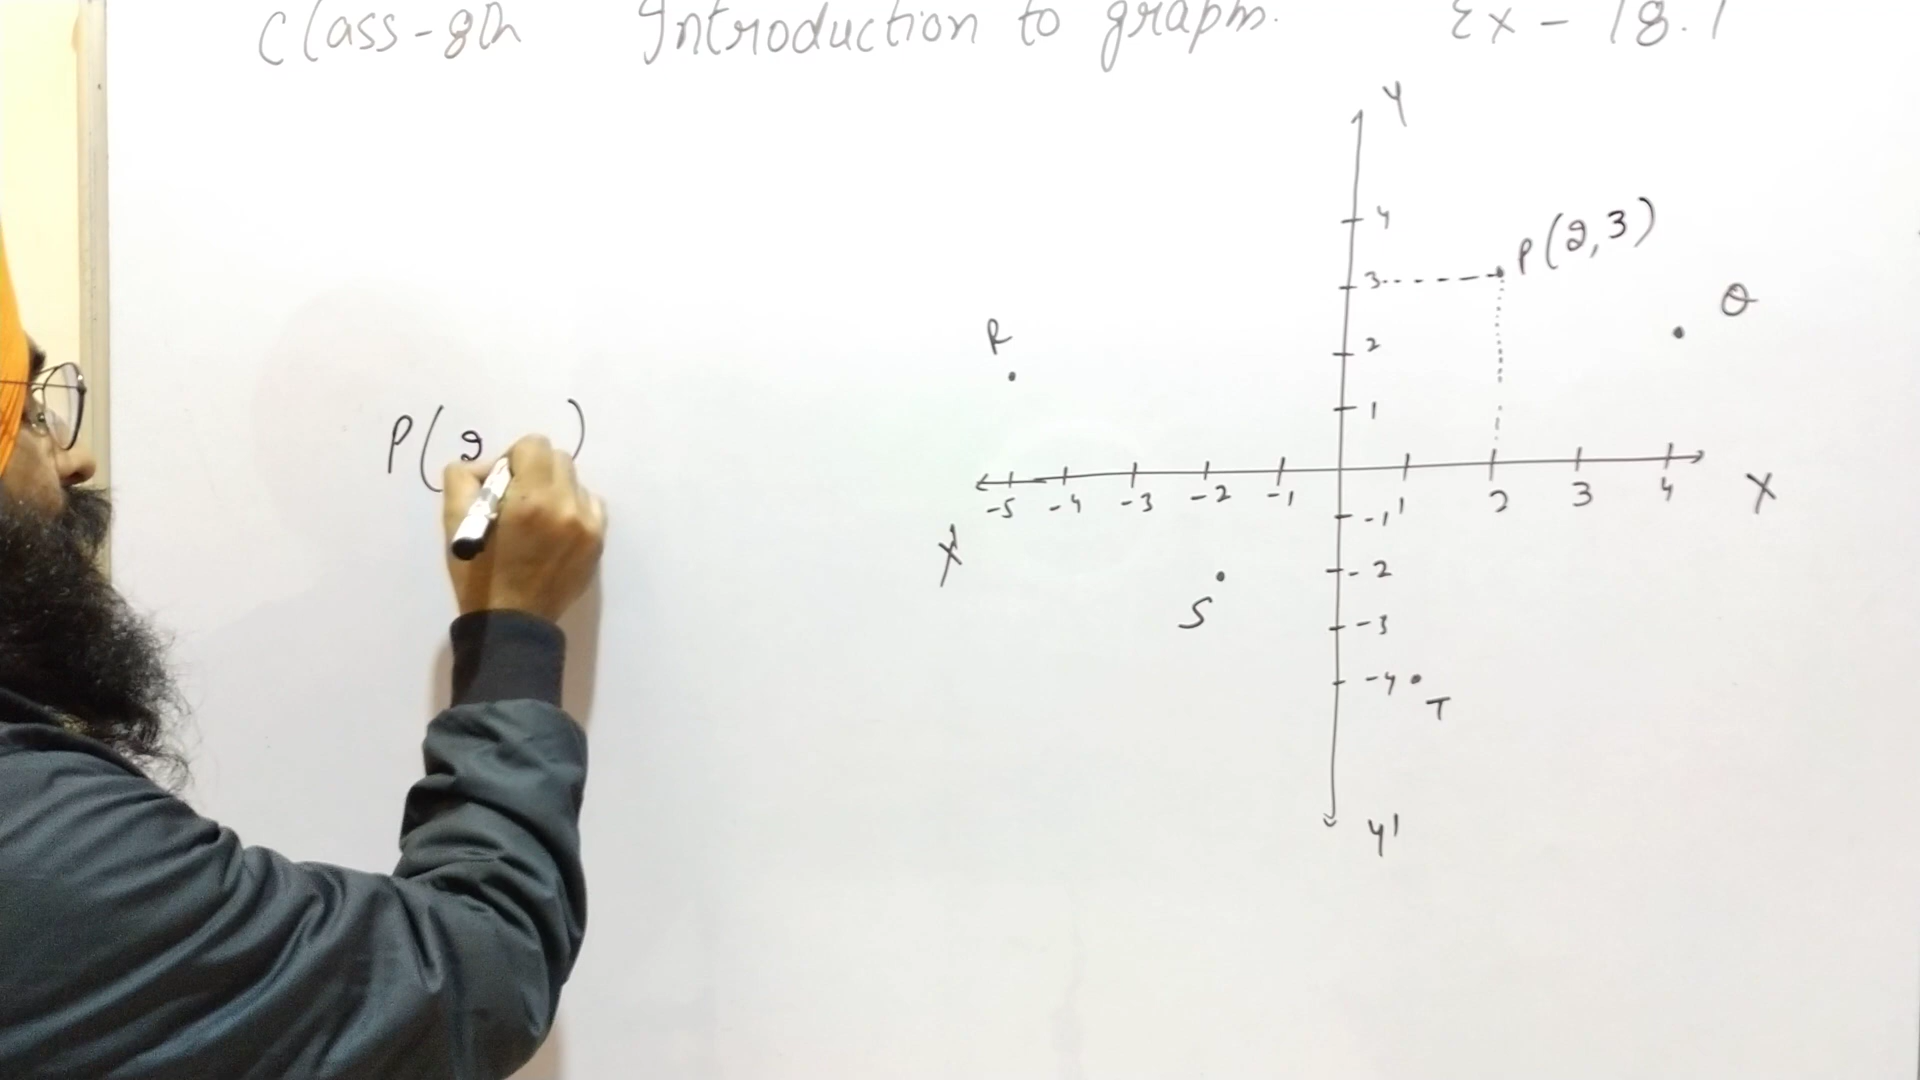 Class-8th Introduction to graph. Ex - 18.1
Y
4
P(2,3)
3
Q
R
2
1
P(2 )
-5 -4 -3 -2 -1 1 2 3 4
X
-1
X'
-2
S
-3
-4
T
Y'